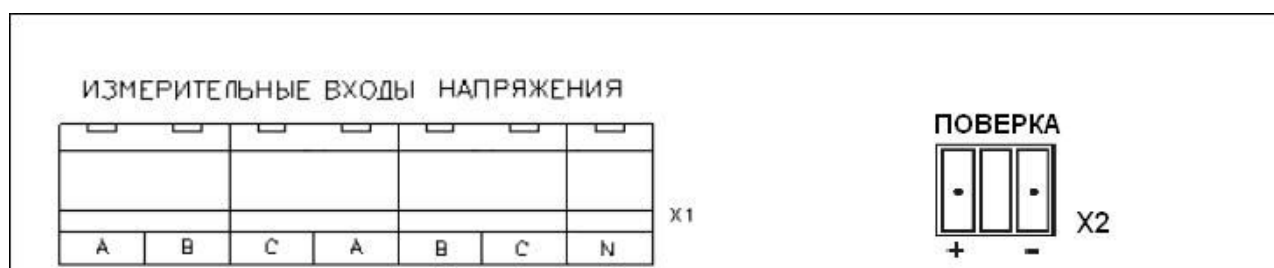 ИЗМЕРИТЕЛЬНЫЕ ВХОДЫ НАПРЯЖЕНИЯ
ПОВЕРКА
X1
X2
A B C A B C N
+ -